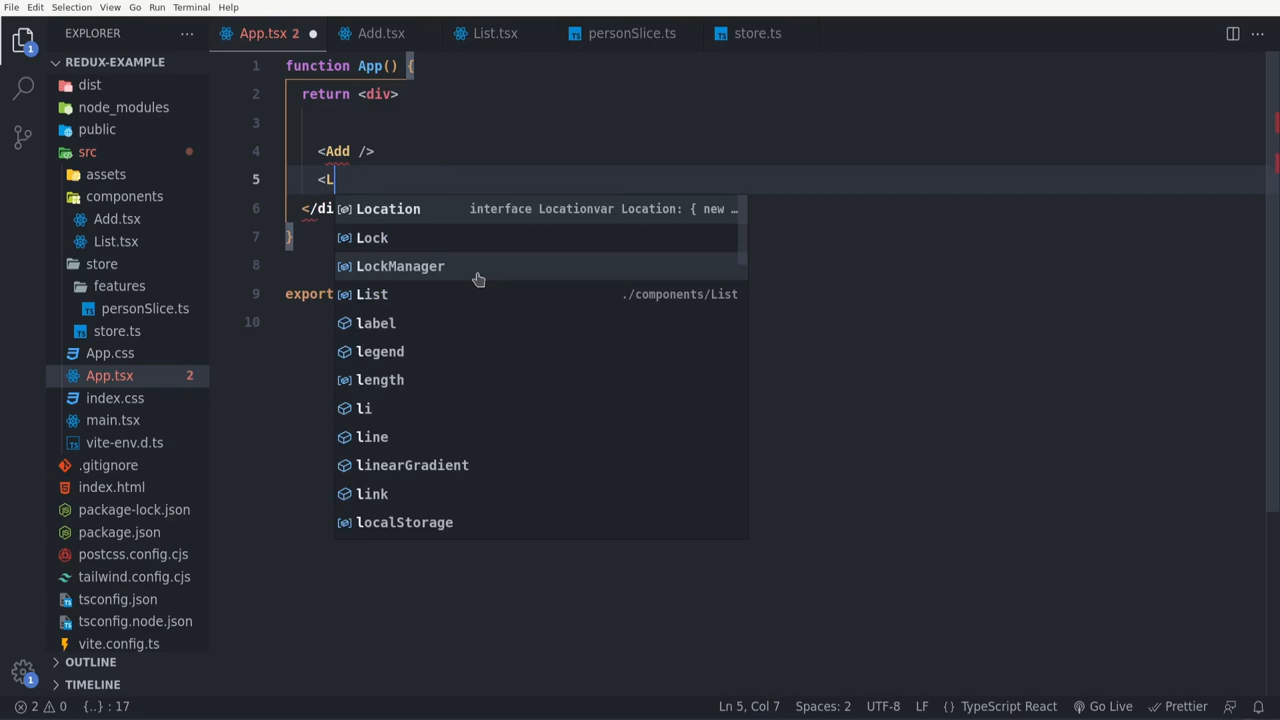 File Edit Selection View Go Run Terminal Help
EXPLORER ···
App.tsx 2
Add.tsx
List.tsx
personSlice.ts
store.ts
REDUX-EXAMPLE
dist
node_modules
public
src
assets
components
Add.tsx
List.tsx
store
features
personSlice.ts
store.ts
App.css
App.tsx 2
index.css
main.tsx
vite-env.d.ts
.gitignore
index.html
package-lock.json
package.json
postcss.config.cjs
tailwind.config.cjs
tsconfig.json
tsconfig.node.json
vite.config.ts
OUTLINE
TIMELINE
1 function App() {
2 return <div>
3
4 <Add />
5 <L
6 </di
7 }
8
9 export
10
Location interface Locationvar Location: { new …
Lock
LockManager
List ./components/List
label
legend
length
li
line
linearGradient
link
localStorage
1
1
2 0 {..} : 17 Ln 5, Col 7 Spaces: 2 UTF-8 LF {} TypeScript React Go Live Prettier